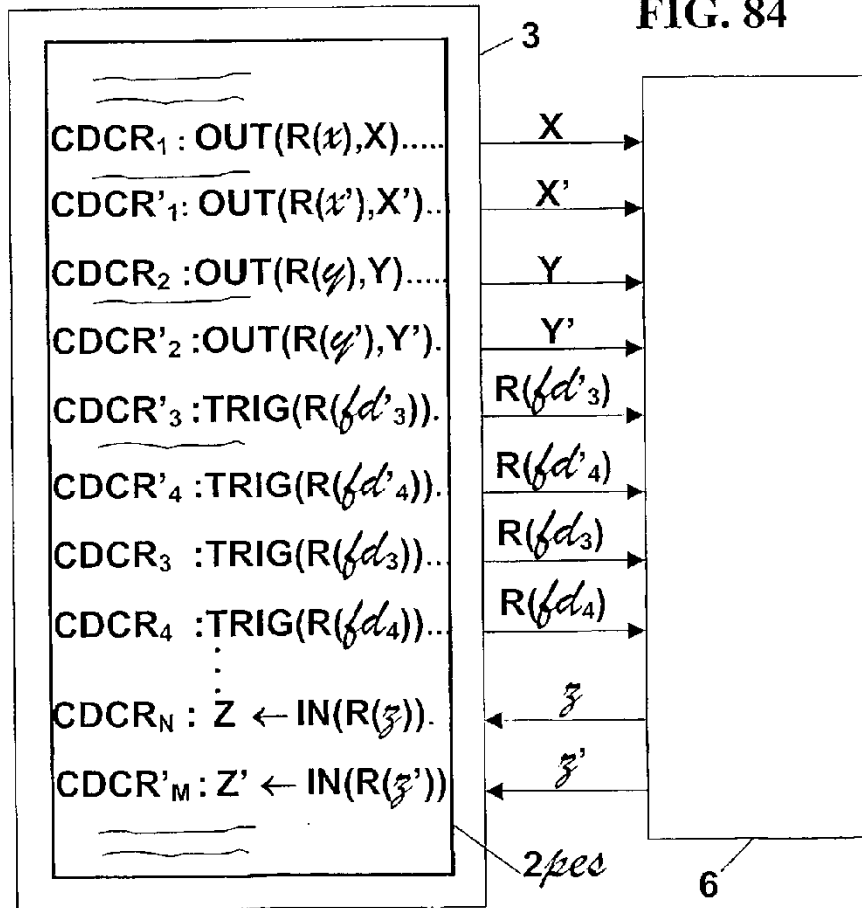 FIG. 84
3
CDCR₁ : OUT(R(x),X)..... X
CDCR'₁: OUT(R(x'),X')... X'
CDCR₂ :OUT(R(y),Y)..... Y
CDCR'₂ :OUT(R(y'),Y'). Y'
CDCR'₃ :TRIG(R(fd'₃)). R(fd'₃)
CDCR'₄ :TRIG(R(fd'₄)).. R(fd'₄)
CDCR₃ :TRIG(R(fd₃))... R(fd₃)
CDCR₄ :TRIG(R(fd₄))... R(fd₄)
CDCR_N : Z ← IN(R(z)). z
CDCR'_M : Z' ← IN(R(z')) z'
2pes
6